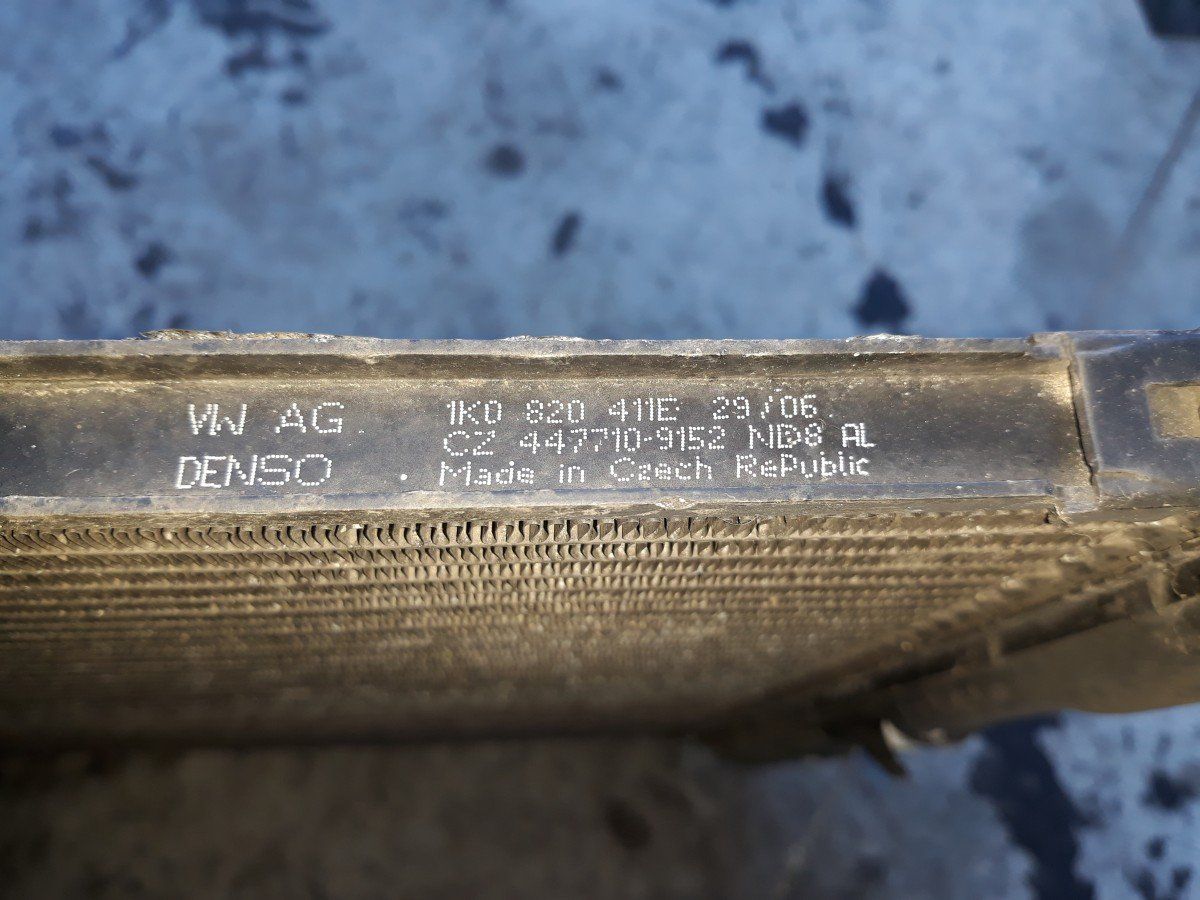 VW AG
DENSO
1K0 820 411E 29/06
CZ 447710-9152 ND8 AL
Made in Czech RePublic